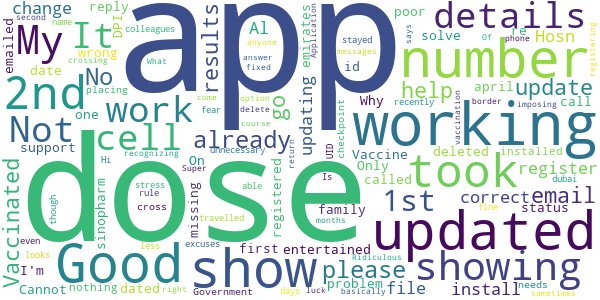 app
dose
number
working
updated
took
show
showing
Good
cell
2nd
work
Not
My
It
No
details
results
already
help
go
1st
email
please
file
install
register
update
correct
Vaccinated
change
reply
poor
solve
Al
Hosn
id
emirates
updating
Why
april
call
Vaccine
deleted
installed
Only
called
status
family
problem
first
entertained
missing
registered
On
support
date
one
placing
wrong
DPI
emailed
name
colleagues
crossing
sinopharm
I'm
Cannot
nothing
dated
even
looks
though
stress
rule
cross
Hi
recognizing
unnecessary
Super
able
travelled
less
months
excuses
Government
days
luck
right
fine
sometimes
basically
Ridiculous
Is
UID
return
course
option
delete
fear
What
come
answer
fixed
anyone
stayed
messages
Application
second
checkpoint
recently
border
imposing
vaccination
says
phone
Of
registering
dubai
needs